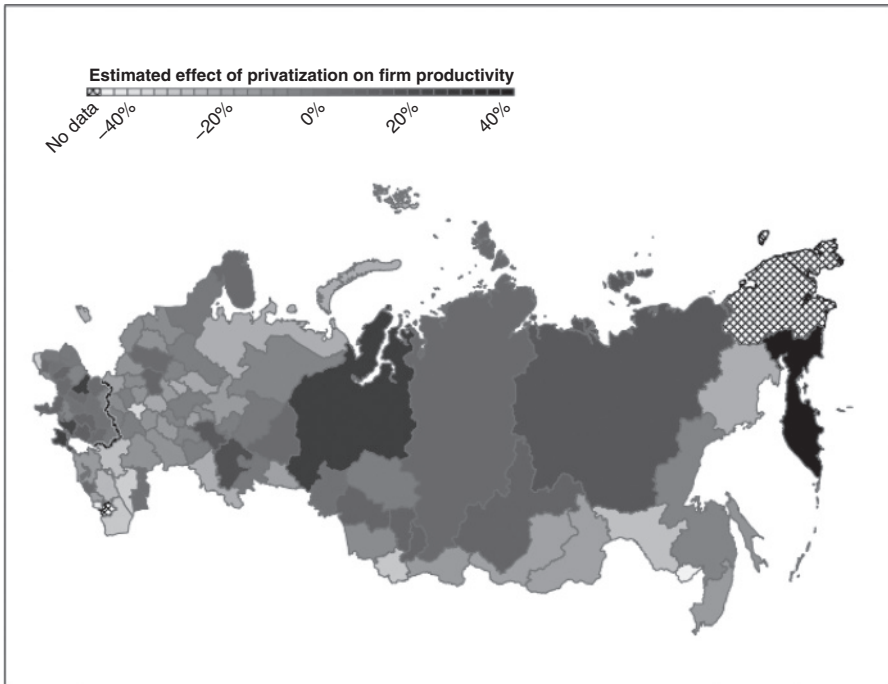 Estimated effect of privatization on firm productivity
No data
–40%
–20%
0%
20%
40%